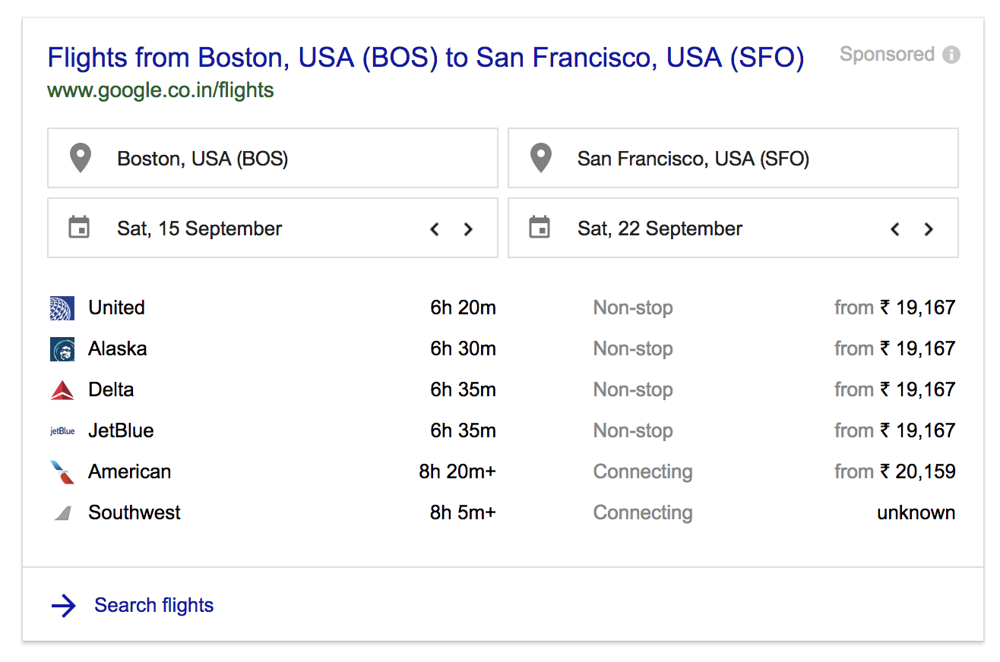 Flights from Boston, USA (BOS) to San Francisco, USA (SFO) Sponsored
www.google.co.in/flights
Boston, USA (BOS) San Francisco, USA (SFO)
Sat, 15 September Sat, 22 September
United 6h 20m Non-stop from ₹ 19,167
Alaska 6h 30m Non-stop from ₹ 19,167
Delta 6h 35m Non-stop from ₹ 19,167
jetBlue JetBlue 6h 35m Non-stop from ₹ 19,167
American 8h 20m+ Connecting from ₹ 20,159
Southwest 8h 5m+ Connecting unknown
Search flights